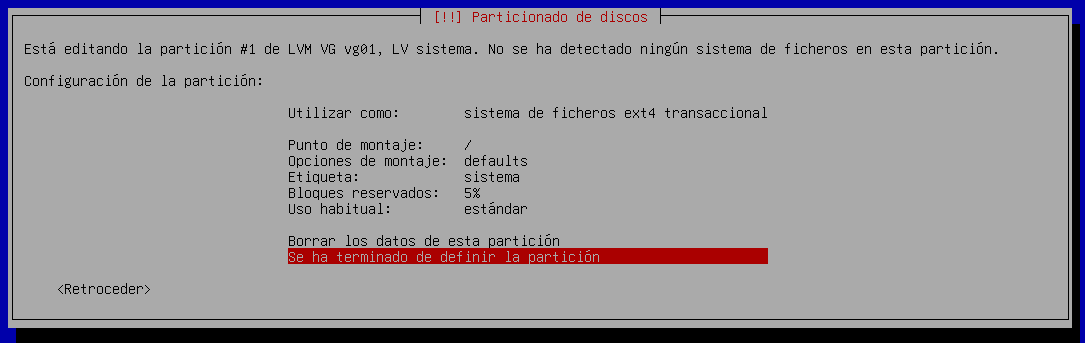 [!!] Particionado de discos
Está editando la partición #1 de LVM VG vg01, LV sistema. No se ha detectado ningún sistema de ficheros en esta partición.
Configuración de la partición:
Utilizar como: sistema de ficheros ext4 transaccional
Punto de montaje: /
Opciones de montaje: defaults
Etiqueta: sistema
Bloques reservados: 5%
Uso habitual: estándar
Borrar los datos de esta partición
Se ha terminado de definir la partición
<Retroceder>